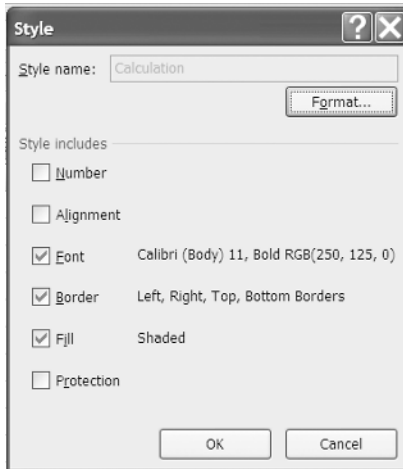 Style
Style name: Calculation
Format...
Style includes
Number
Alignment
Font Calibri (Body) 11, Bold RGB(250, 125, 0)
Border Left, Right, Top, Bottom Borders
Fill Shaded
Protection
OK Cancel